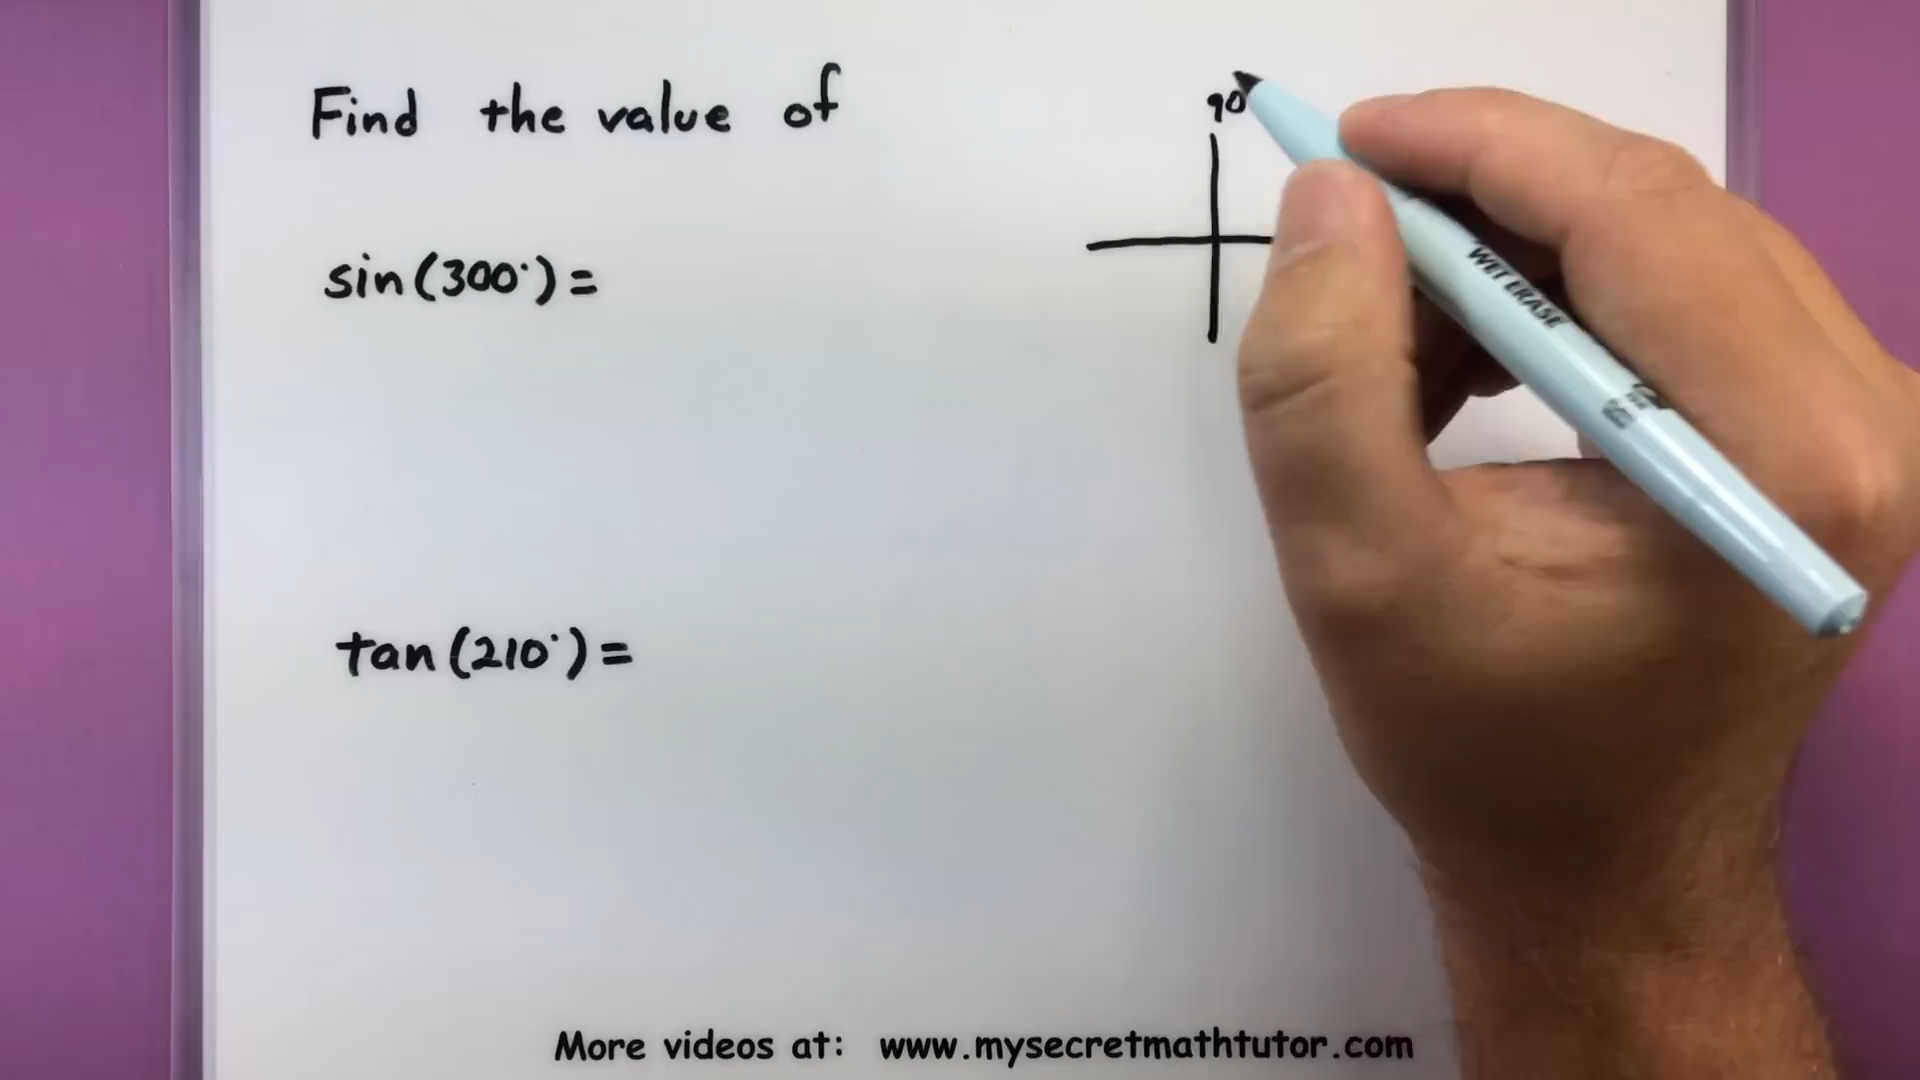 Find the value of
90
sin(300°)=
WET ERASE
tan(210°)=
More videos at: www.mysecretmathtutor.com